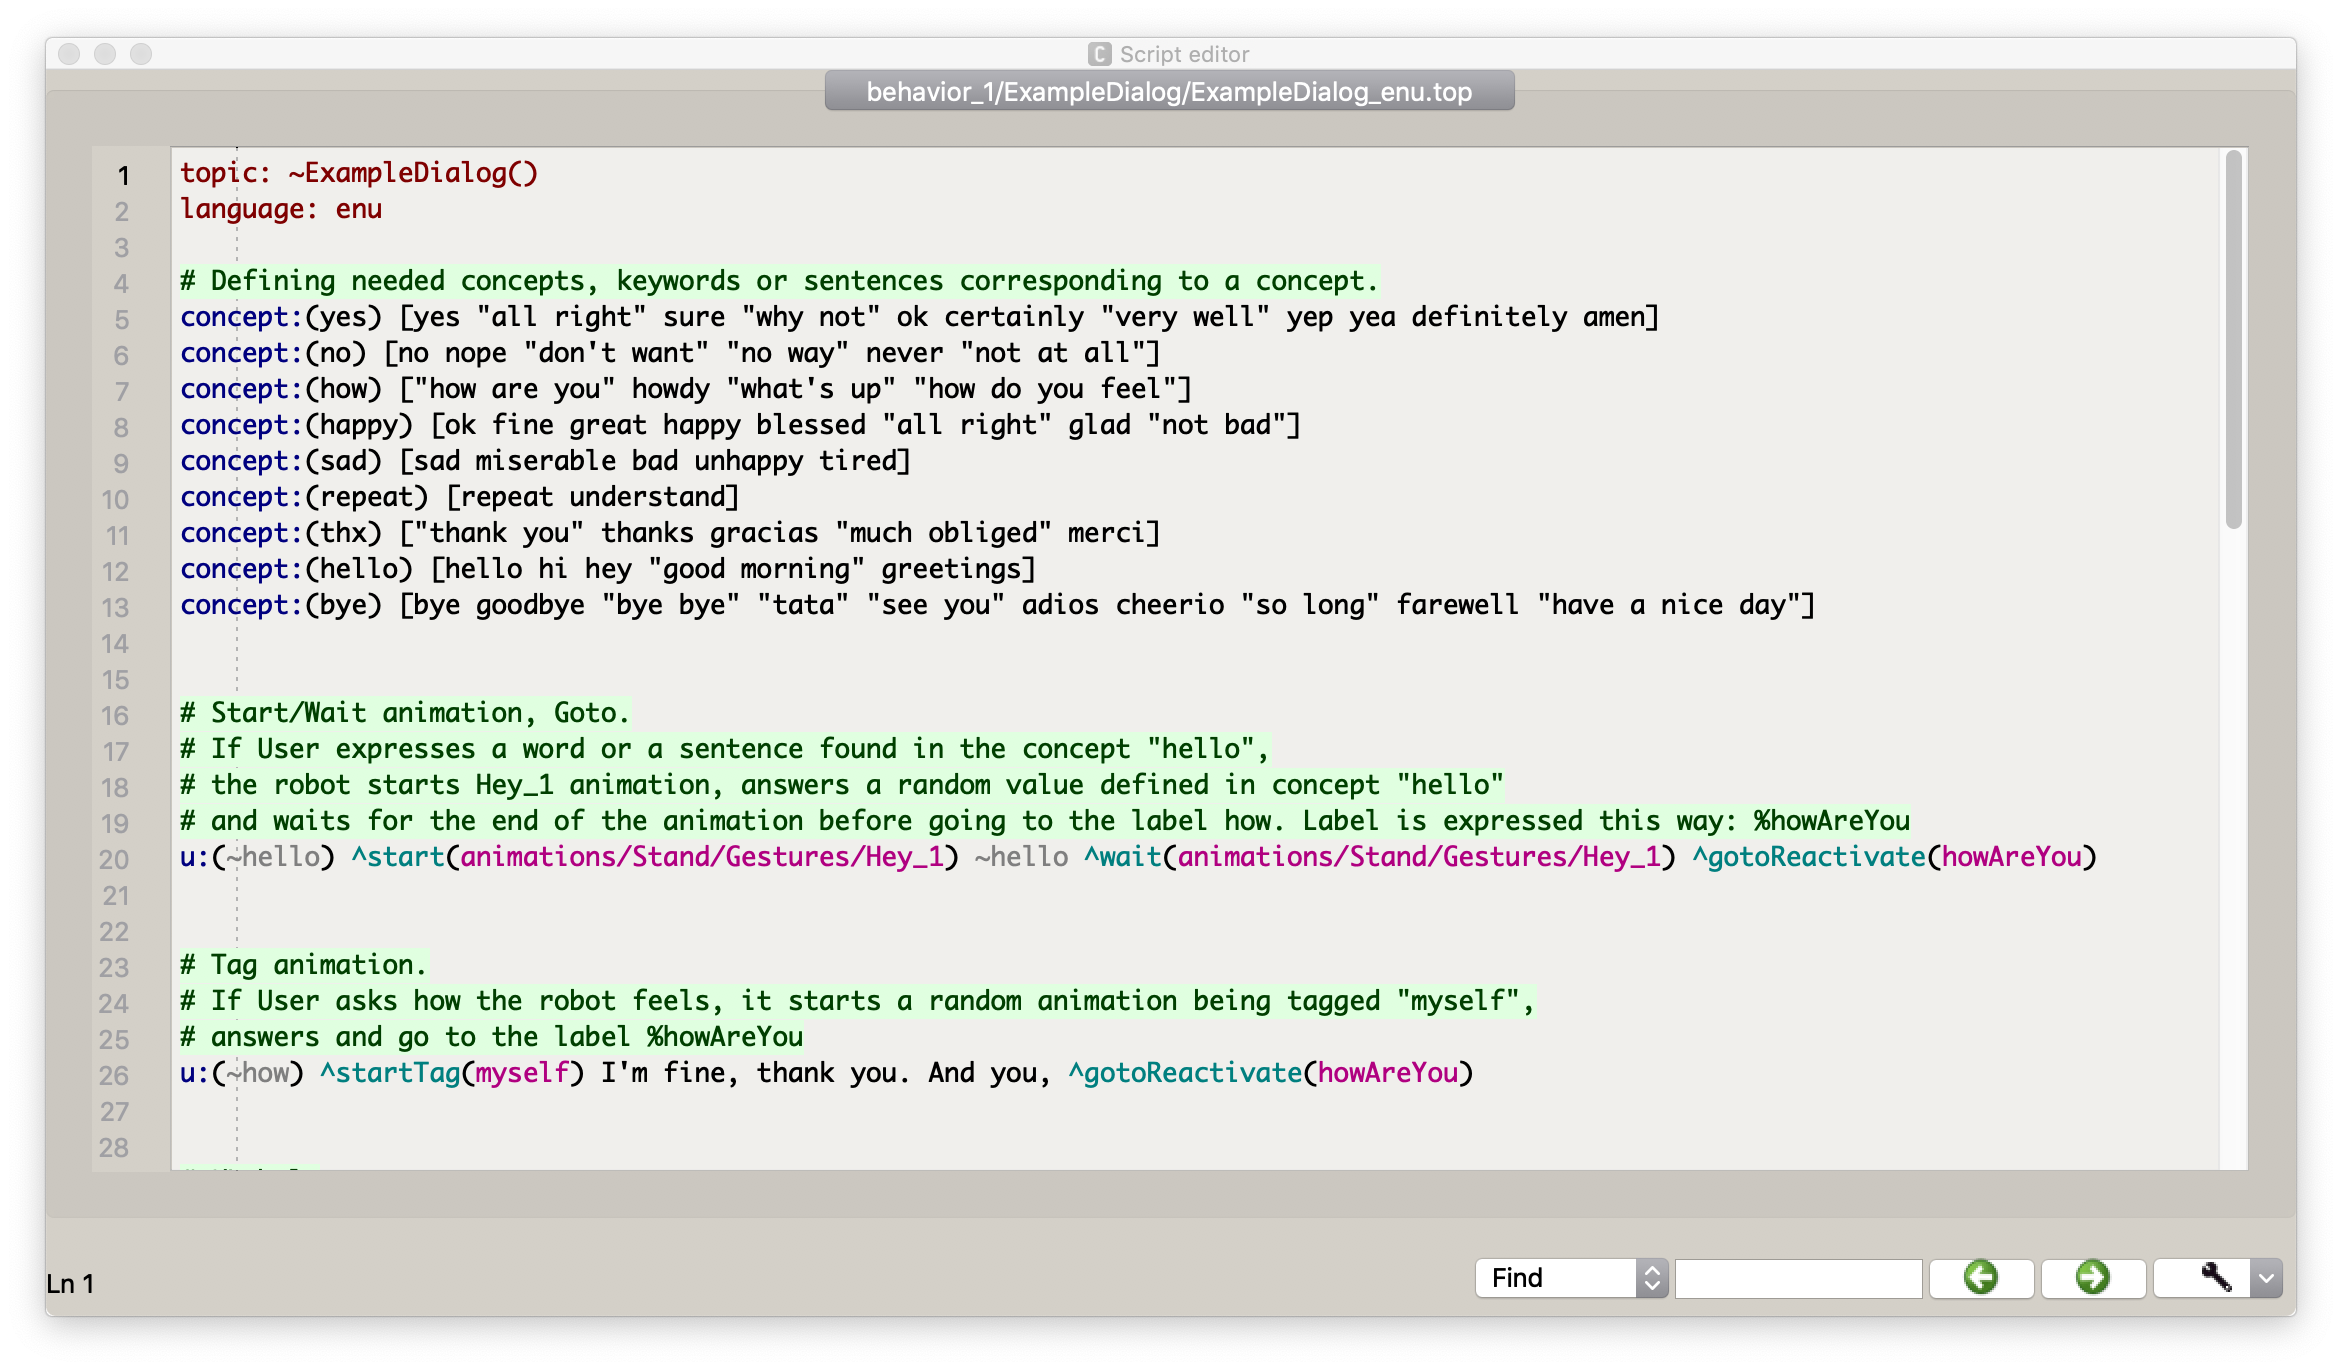 Script editor
behavior_1/ExampleDialog/ExampleDialog_enu.top
1 topic: ~ExampleDialog()
2 language: enu
3
4 # Defining needed concepts, keywords or sentences corresponding to a concept.
5 concept:(yes) [yes "all right" sure "why not" ok certainly "very well" yep yea definitely amen]
6 concept:(no) [no nope "don't want" "no way" never "not at all"]
7 concept:(how) ["how are you" howdy "what's up" "how do you feel"]
8 concept:(happy) [ok fine great happy blessed "all right" glad "not bad"]
9 concept:(sad) [sad miserable bad unhappy tired]
10 concept:(repeat) [repeat understand]
11 concept:(thx) ["thank you" thanks gracias "much obliged" merci]
12 concept:(hello) [hello hi hey "good morning" greetings]
13 concept:(bye) [bye goodbye "bye bye" "tata" "see you" adios cheerio "so long" farewell "have a nice day"]
14
15
16 # Start/Wait animation, Goto.
17 # If User expresses a word or a sentence found in the concept "hello",
18 # the robot starts Hey_1 animation, answers a random value defined in concept "hello"
19 # and waits for the end of the animation before going to the label how. Label is expressed this way: %howAreYou
20 u:(~hello) ^start(animations/Stand/Gestures/Hey_1) ~hello ^wait(animations/Stand/Gestures/Hey_1) ^gotoReactivate(howAreYou)
21
22
23 # Tag animation.
24 # If User asks how the robot feels, it starts a random animation being tagged "myself",
25 # answers and go to the label %howAreYou
26 u:(~how) ^startTag(myself) I'm fine, thank you. And you, ^gotoReactivate(howAreYou)
27
28
Ln 1
Find